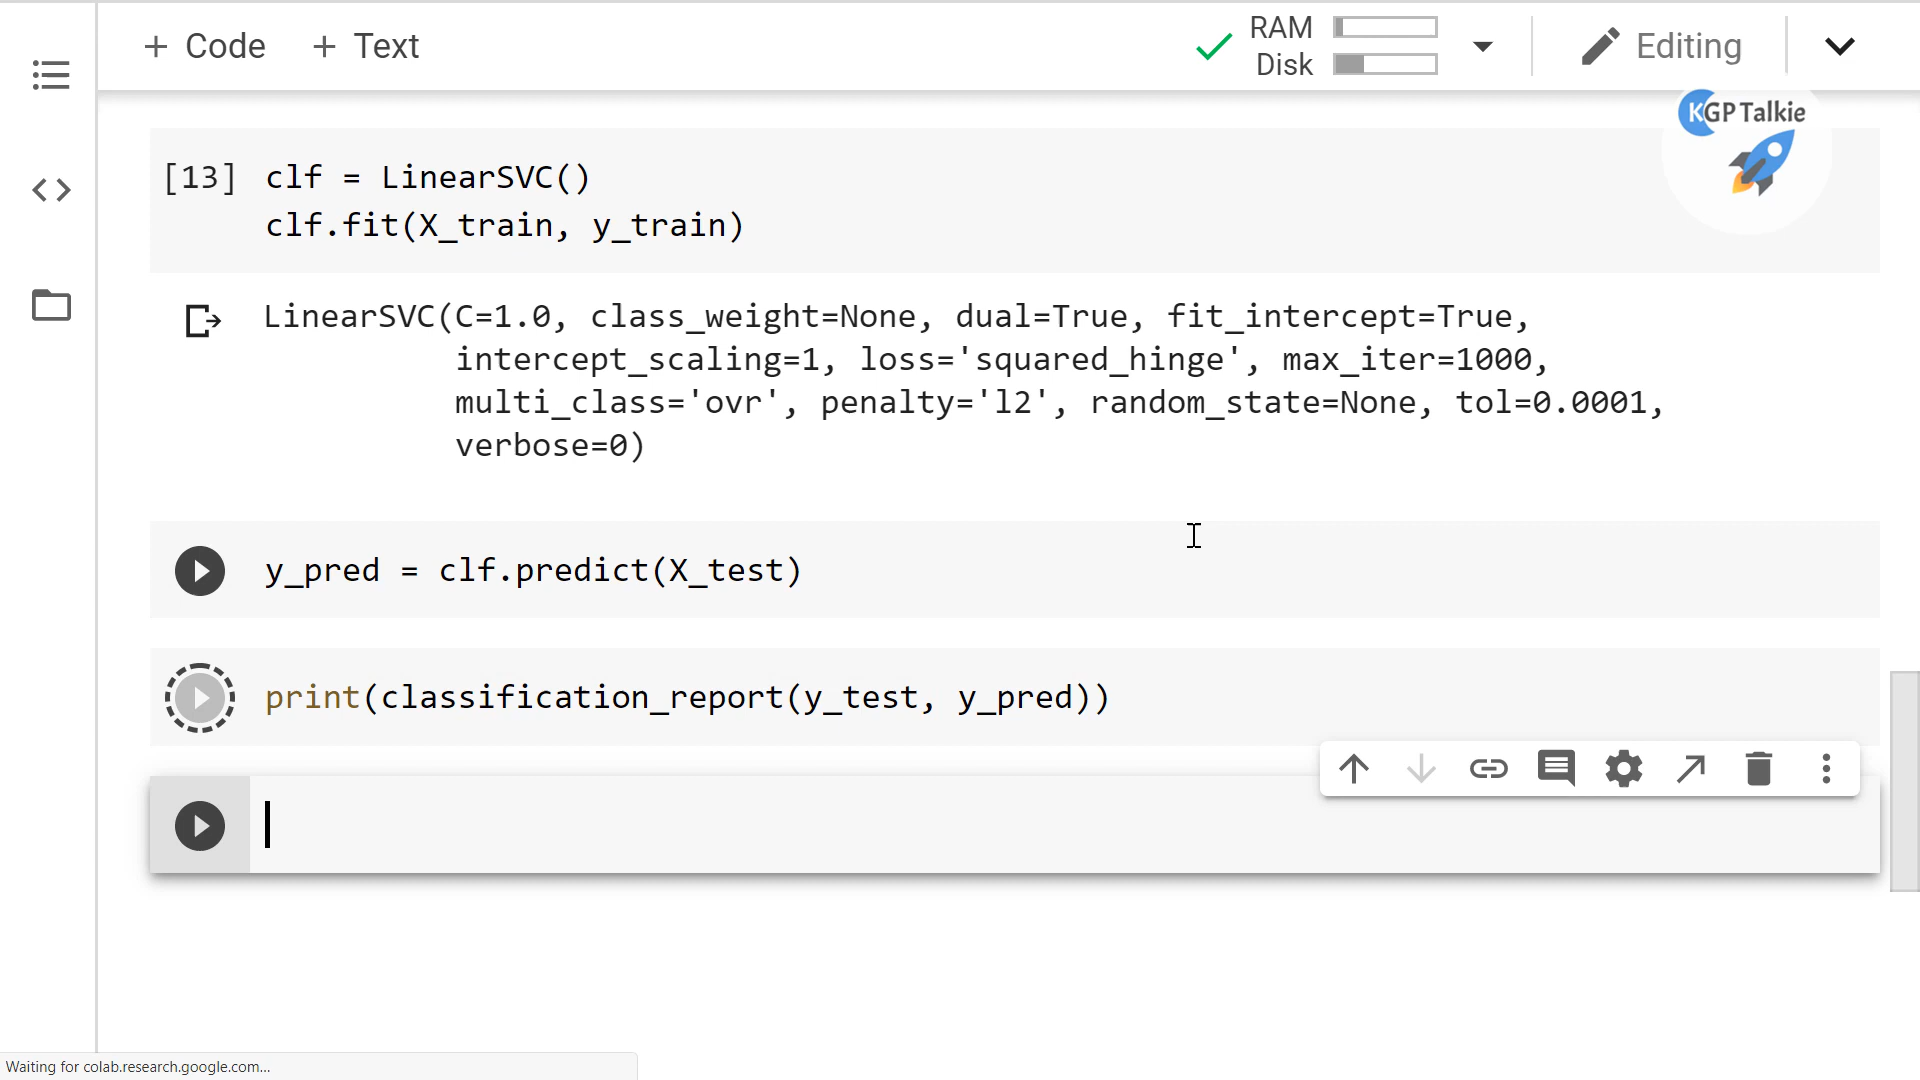 + Code + Text
RAM
Disk
Editing
KGP Talkie
[13] clf = LinearSVC()
clf.fit(X_train, y_train)
LinearSVC(C=1.0, class_weight=None, dual=True, fit_intercept=True,
intercept_scaling=1, loss='squared_hinge', max_iter=1000,
multi_class='ovr', penalty='l2', random_state=None, tol=0.0001,
verbose=0)
y_pred = clf.predict(X_test)
print(classification_report(y_test, y_pred))
Waiting for colab.research.google.com...